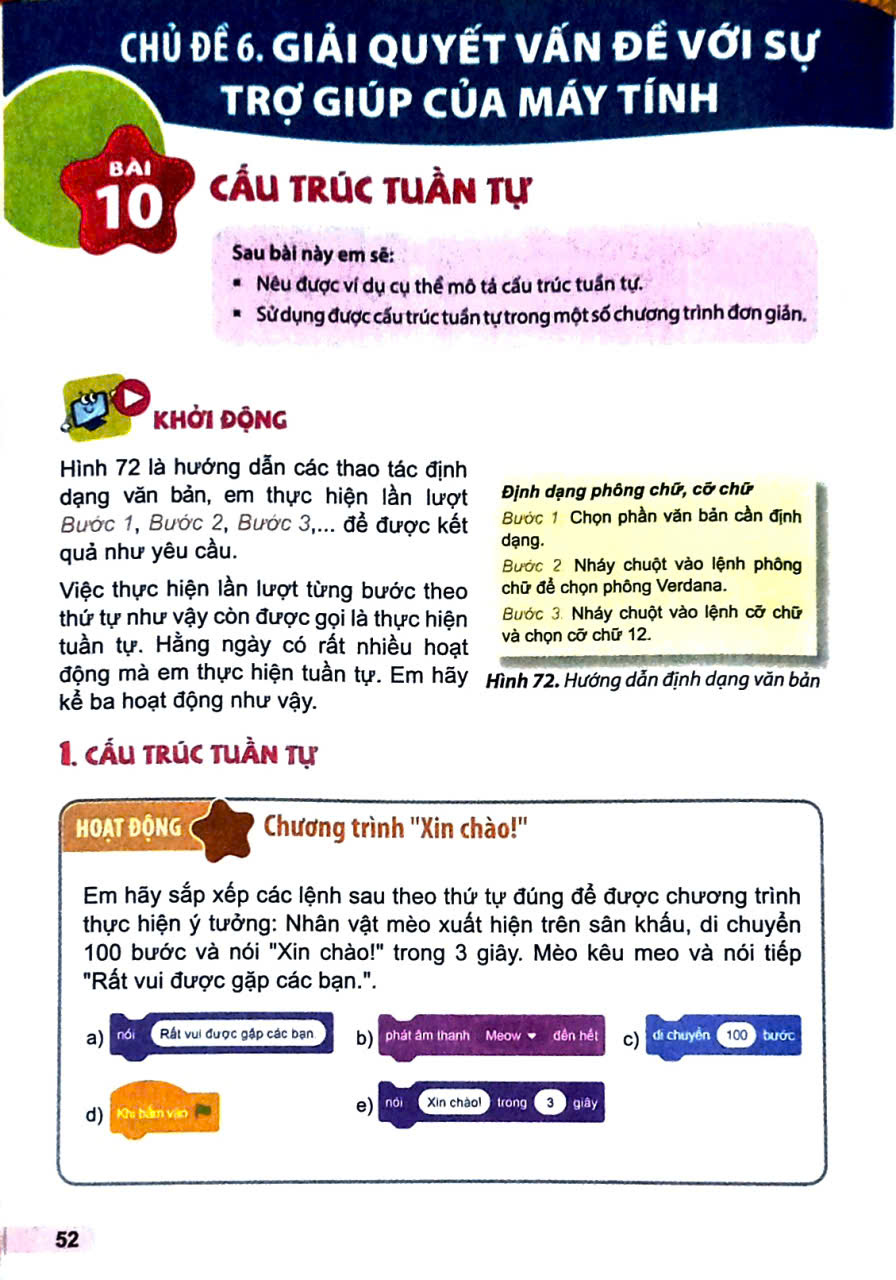 CHỦ ĐỀ 6. GIẢI QUYẾT VẤN ĐỀ VỚI SỰ
TRỢ GIÚP CỦA MÁY TÍNH
BÀI
10
CẤU TRÚC TUẦN TỰ
Sau bài này em sẽ:
▪ Nêu được ví dụ cụ thể mô tả cấu trúc tuần tự.
▪ Sử dụng được cấu trúc tuần tự trong một số chương trình đơn giản.
KHỞI ĐỘNG
Hình 72 là hướng dẫn các thao tác định
dạng văn bản, em thực hiện lần lượt
Bước 1, Bước 2, Bước 3,... để được kết
quả như yêu cầu.
Việc thực hiện lần lượt từng bước theo
thứ tự như vậy còn được gọi là thực hiện
tuần tự. Hằng ngày có rất nhiều hoạt
động mà em thực hiện tuần tự. Em hãy
kể ba hoạt động như vậy.
Định dạng phông chữ, cỡ chữ
Bước 1 Chọn phần văn bản cần định
dạng.
Bước 2 Nháy chuột vào lệnh phông
chữ để chọn phông Verdana.
Bước 3. Nháy chuột vào lệnh cỡ chữ
và chọn cỡ chữ 12.
Hình 72. Hướng dẫn định dạng văn bản
1. CẤU TRÚC TUẦN TỰ
HOẠT ĐỘNG
Chương trình "Xin chào!"
Em hãy sắp xếp các lệnh sau theo thứ tự đúng để được chương trình
thực hiện ý tưởng: Nhân vật mèo xuất hiện trên sân khấu, di chuyển
100 bước và nói "Xin chào!" trong 3 giây. Mèo kêu meo và nói tiếp
"Rất vui được gặp các bạn.".
a) nói Rất vui được gặp các bạn
b) phát âm thanh Meow đến hết
c) di chuyển 100 bước
d) Khi bấm vào
e) nói Xin chào! trong 3 giây
52